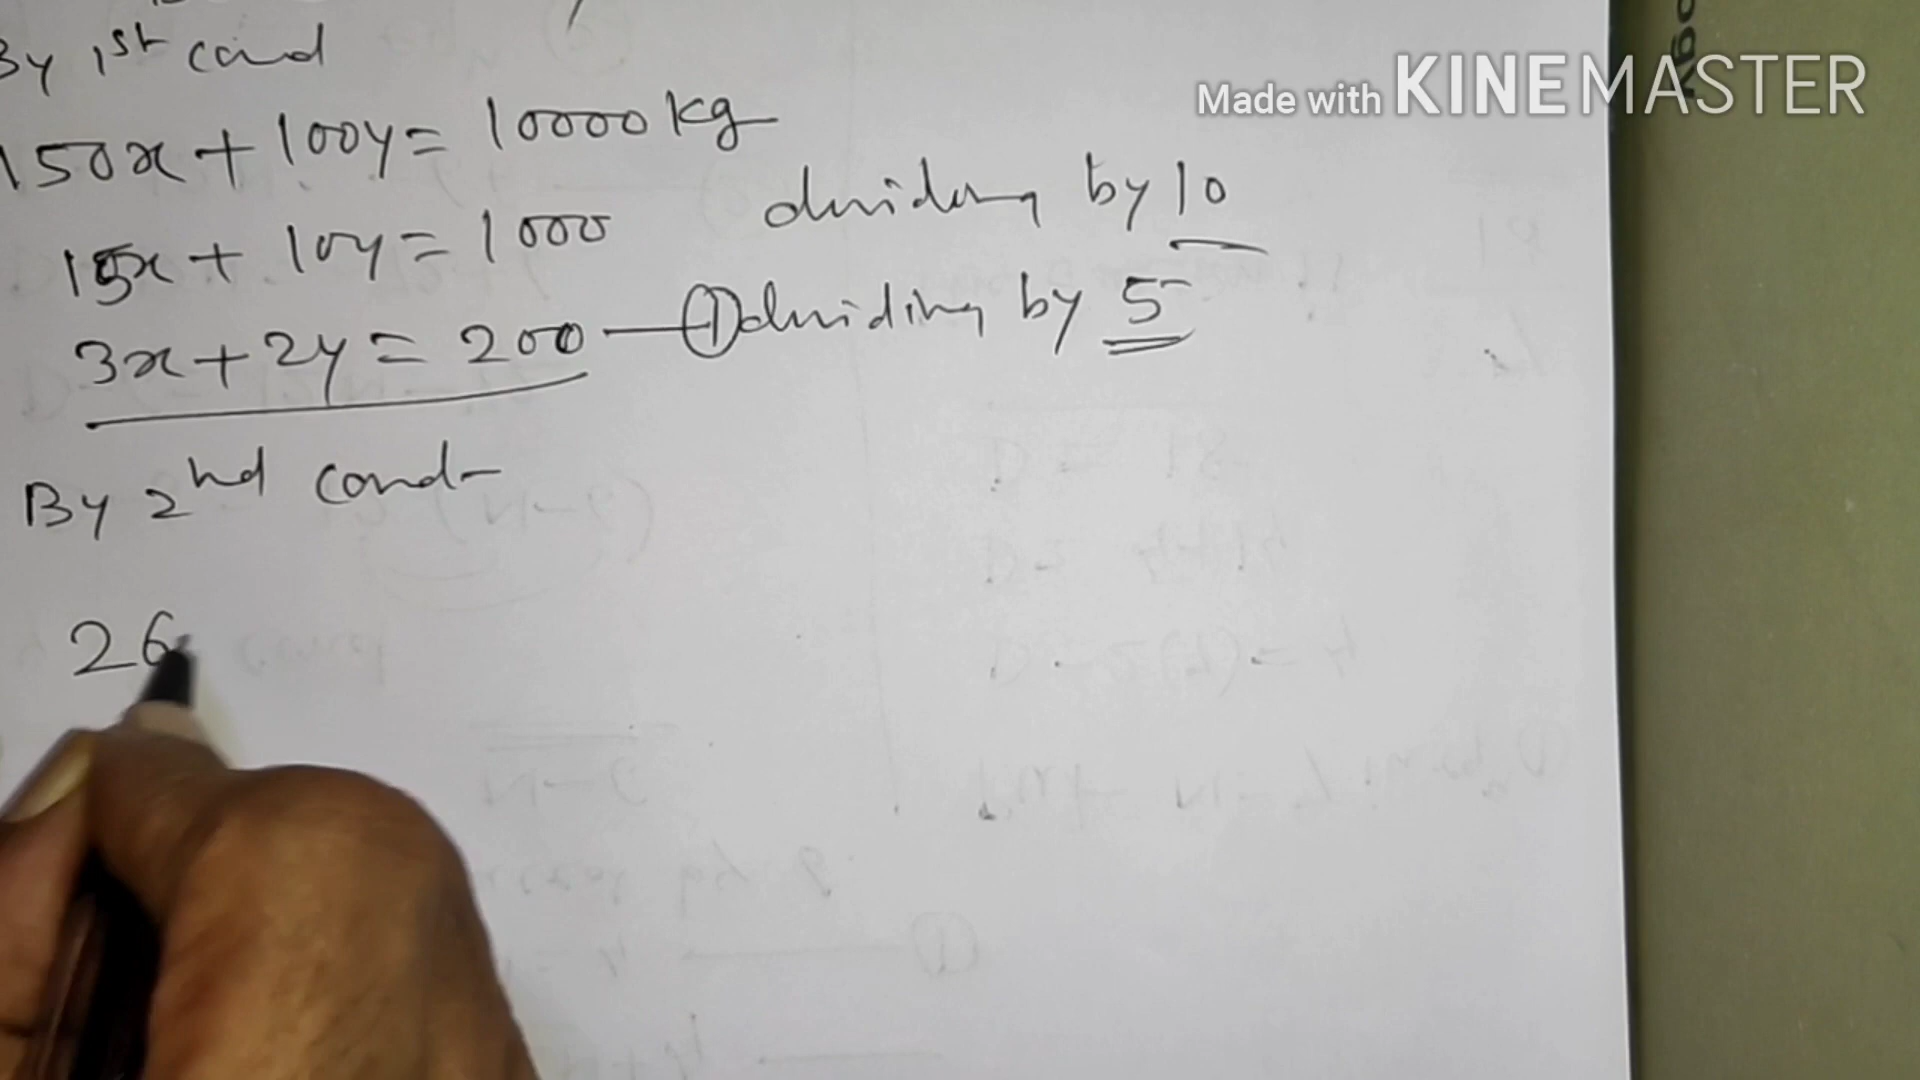 By 1st cond
150x + 100y = 10000 kg
15x + 10y = 1000 dividing by 10
3x + 2y = 200 — ① dividing by 5
By 2nd cond
26
Made with KINEMASTER